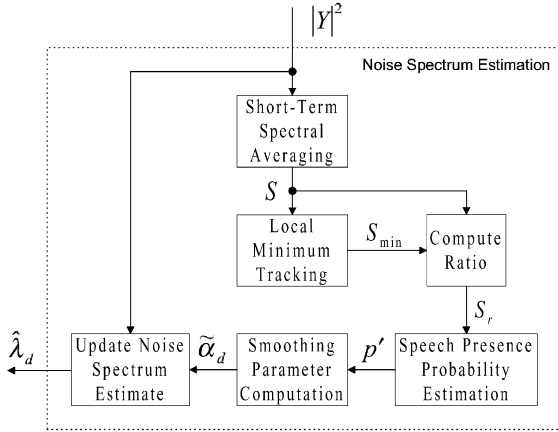 |Y|²
Noise Spectrum Estimation
Short-Term
Spectral
Averaging
S
Local
Minimum
Tracking
S_min
Compute
Ratio
S_r
Update Noise
Spectrum
Estimate
Smoothing
Parameter
Computation
Speech Presence
Probability
Estimation
λ̂_d
α̃_d
p′